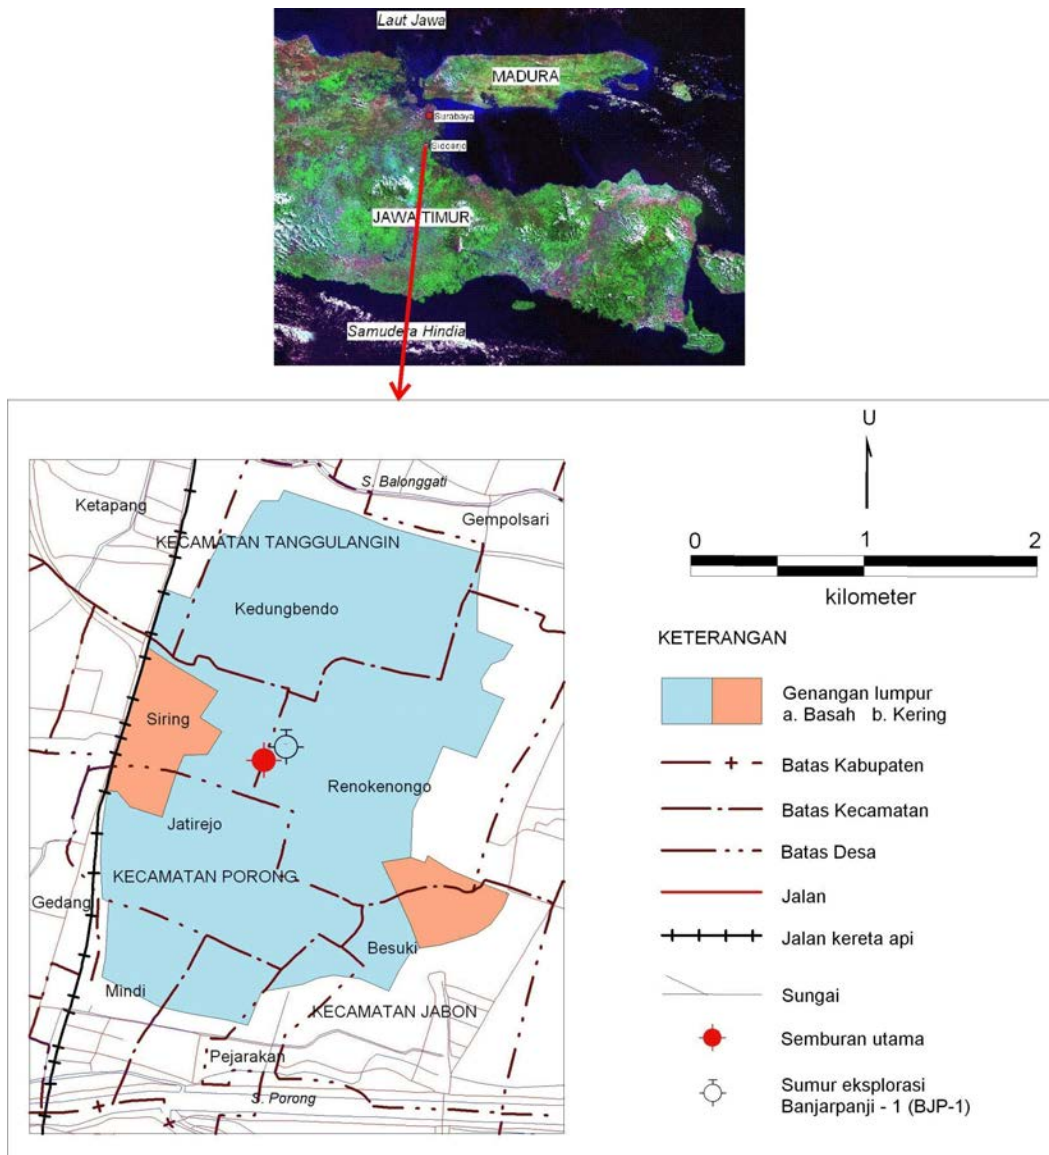 Laut Jawa
MADURA
Surabaya
Sidoarjo
JAWA TIMUR
Samudera Hindia
U
S. Balonggati
Ketapang
Gempolsari
KECAMATAN TANGGULANGIN
0 1 2
kilometer
Kedungbendo
KETERANGAN
Genangan lumpur
a. Basah b. Kering
Siring
Batas Kabupaten
Renokenongo
Batas Kecamatan
Jatirejo
Batas Desa
KECAMATAN PORONG
Gedang
Jalan
Besuki
Jalan kereta api
Mindi
Sungai
KECAMATAN JABON
Semburan utama
Pejarakan
S. Porong
Sumur eksplorasi
Banjarpanji - 1 (BJP-1)